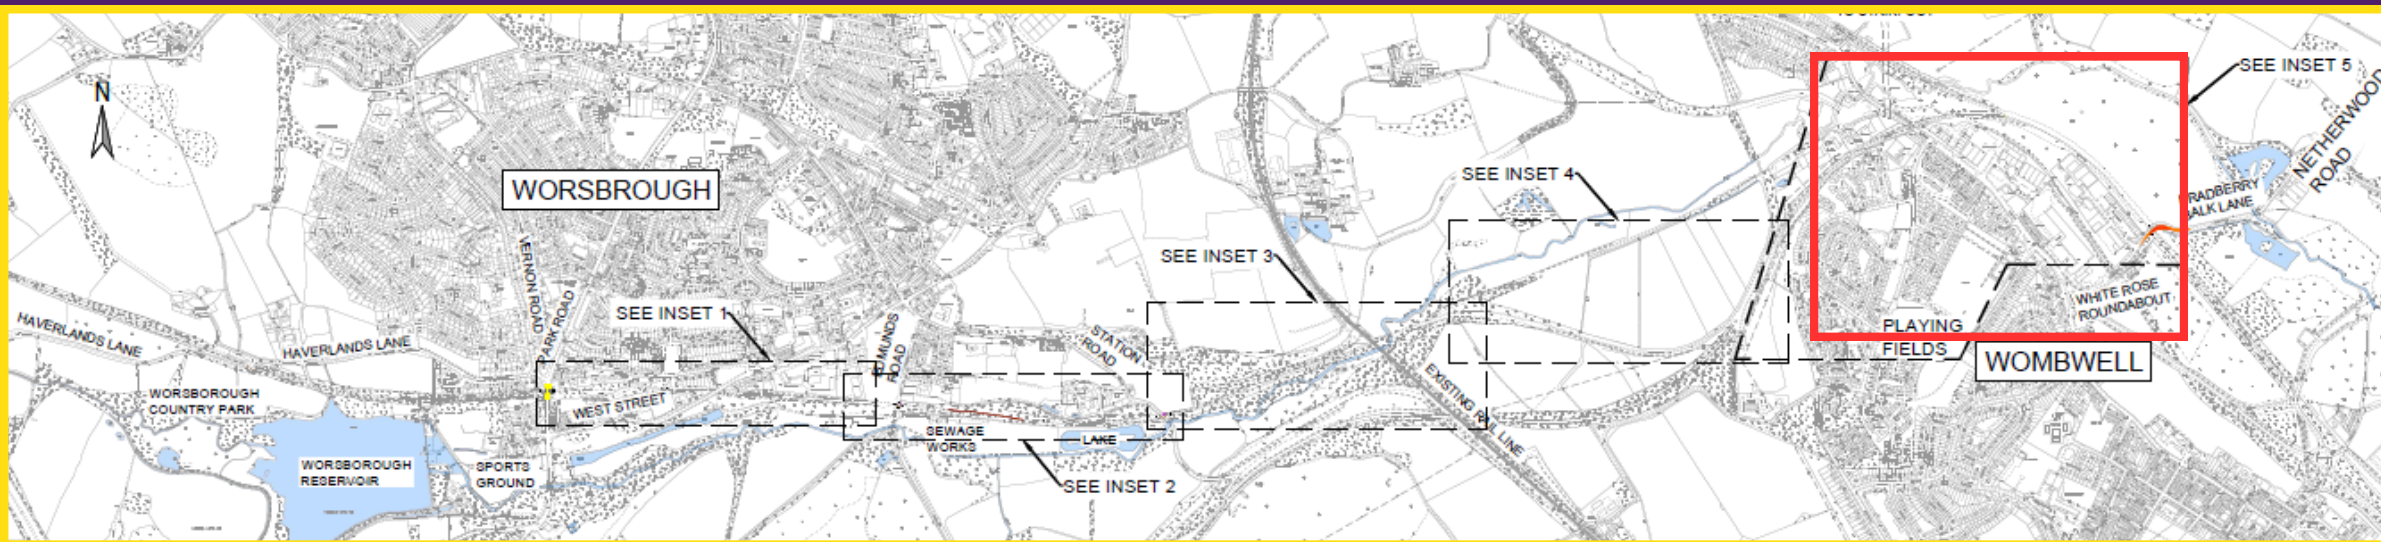 N
WORSBROUGH
VERNON ROAD
PARK ROAD
SEE INSET 1
HAVERLANDS LANE
HAVERLANDS LANE
WORSBOROUGH
COUNTRY PARK
WORSBOROUGH
RESERVOIR
SPORTS
GROUND
WEST STREET
ROAD
SEWAGE
WORKS
LAKE
SEE INSET 2
STATION
ROAD
SEE INSET 3
EXISTING RAIL LINE
SEE INSET 4
SEE INSET 5
NETHERWOOD
ROAD
LANE
WHITE ROSE
ROUNDABOUT
PLAYING
FIELDS
WOMBWELL